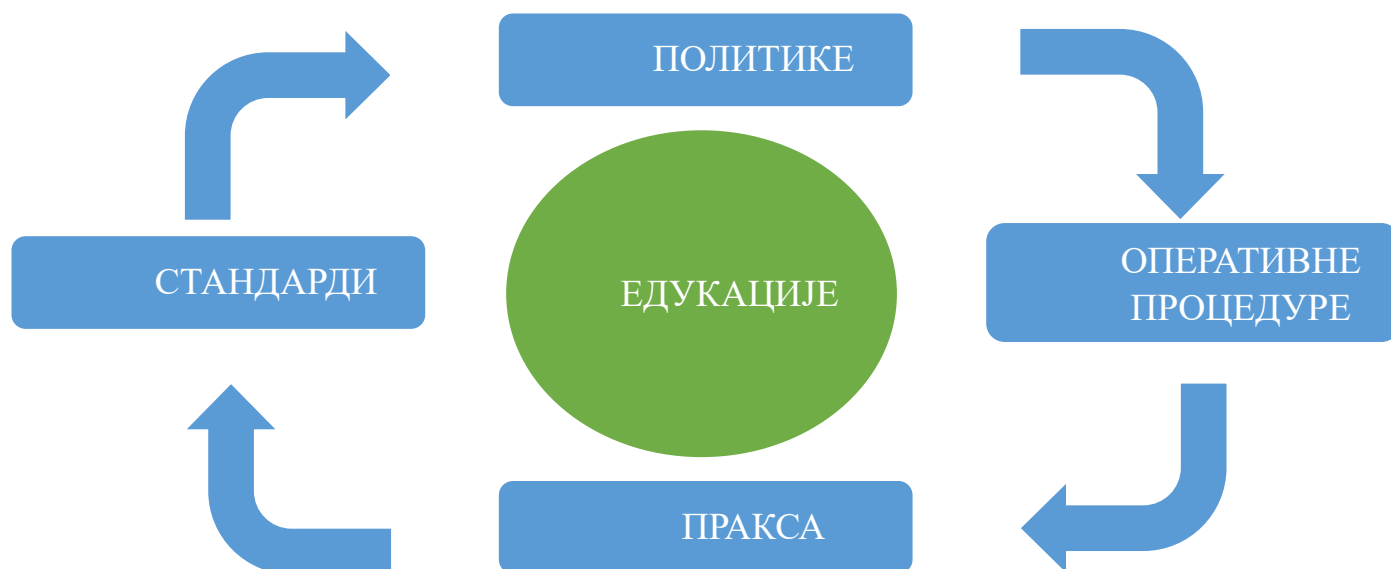 ПОЛИТИКЕ
СТАНДАРДИ
ЕДУКАЦИЈЕ
ОПЕРАТИВНЕ
ПРОЦЕДУРЕ
ПРАКСА